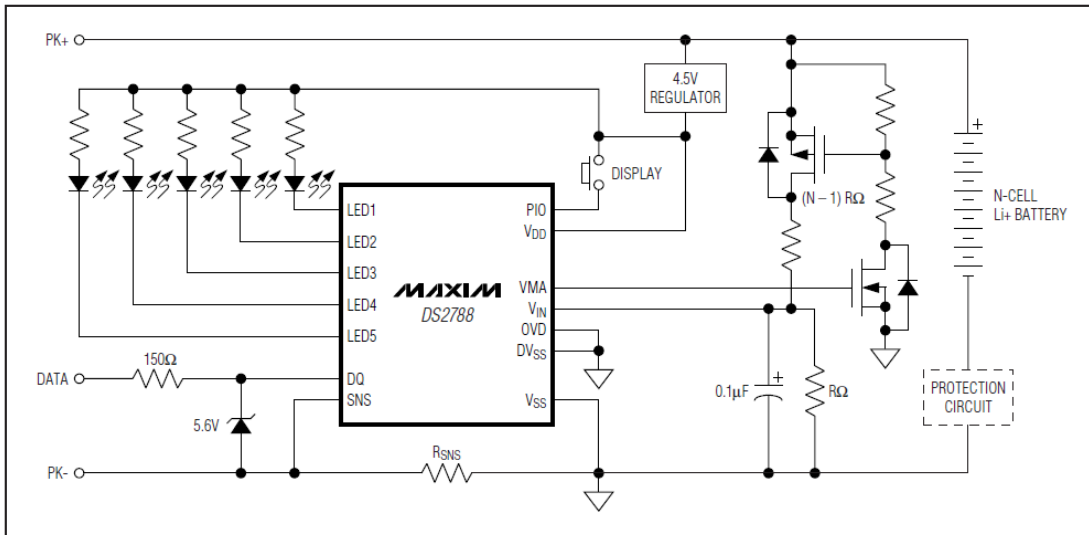 PK+
4.5V
REGULATOR
DISPLAY
(N – 1) RΩ
N-CELL
Li+ BATTERY
LED1
LED2
LED3
LED4
LED5
PIO
VDD
MAXIM
DS2788
VMA
VIN
OVD
DVSS
150Ω
DATA
DQ
SNS
VSS
5.6V
0.1µF
RΩ
PROTECTION
CIRCUIT
RSNS
PK-